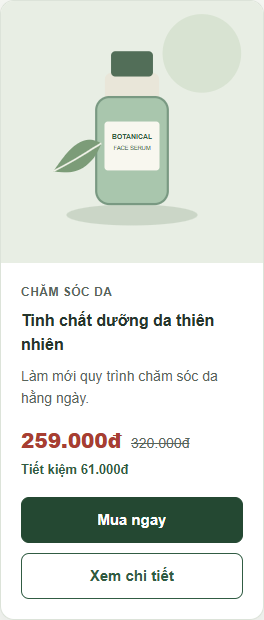 BOTANICAL
FACE SERUM
CHĂM SÓC DA
Tinh chất dưỡng da thiên
nhiên
Làm mới quy trình chăm sóc da
hằng ngày.
259.000đ 320.000đ
Tiết kiệm 61.000đ
Mua ngay
Xem chi tiết